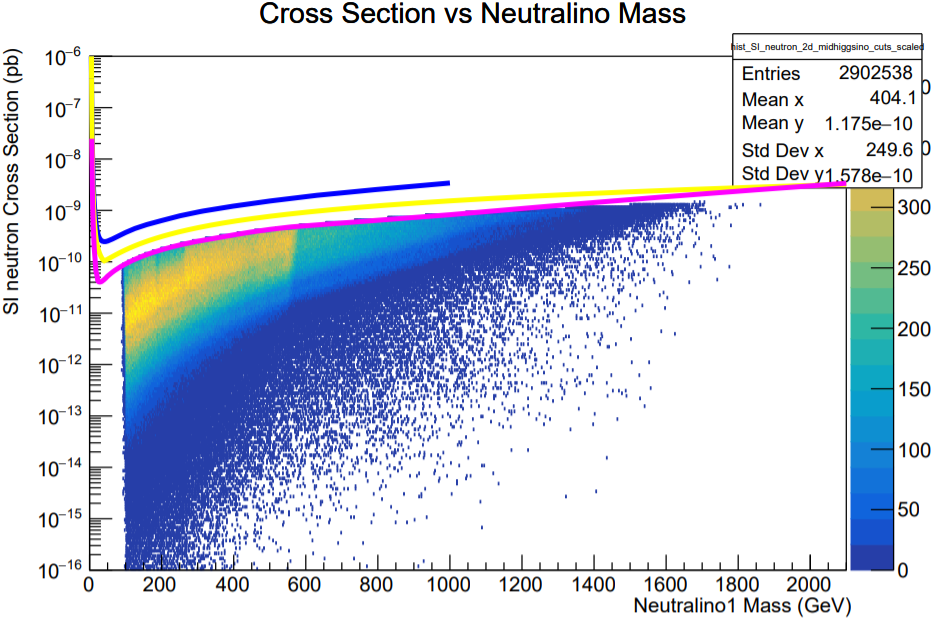 Cross Section vs Neutralino Mass
SI neutron Cross Section (pb)
10−6
10−7
10−8
10−9
10−10
10−11
10−12
10−13
10−14
10−15
10−16
hist_SI_neutron_2d_midhiggsino_cuts_scaled
Entries 2902538
Mean x 404.1
Mean y 1.175e−10
Std Dev x 249.6
Std Dev y 1.578e−10
0
0
300
250
200
150
100
50
0
0 200 400 600 800 1000 1200 1400 1600 1800 2000
Neutralino1 Mass (GeV)